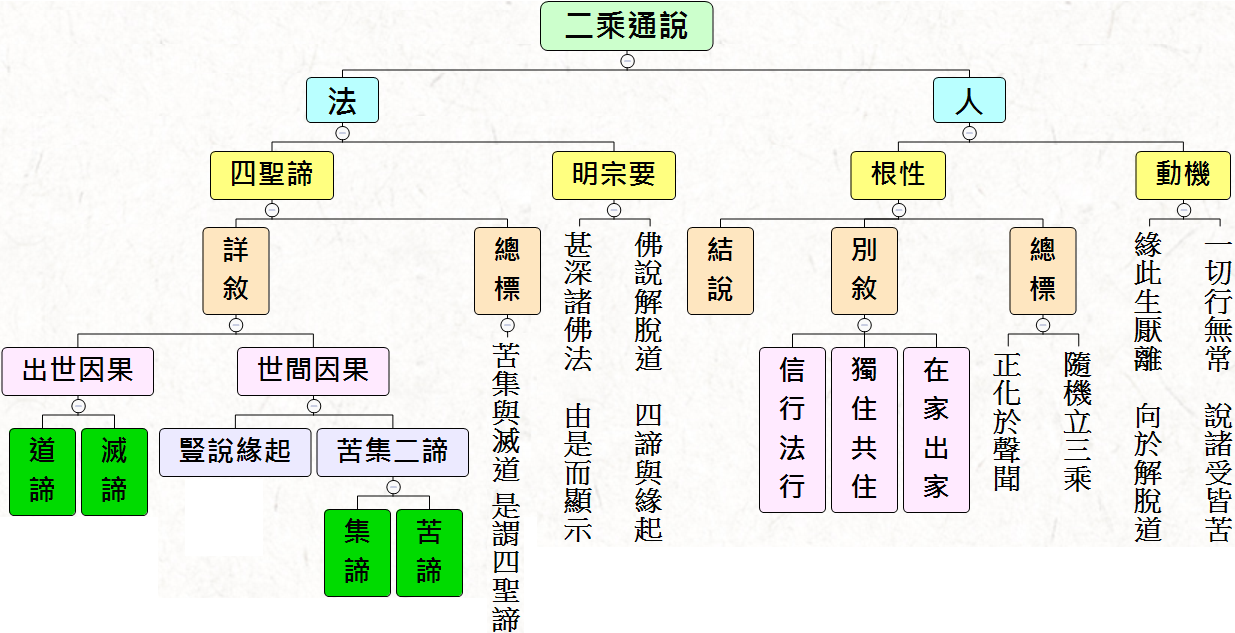 二乘通說
人
法
動機
根性
明宗要
四聖諦
一切行無常 說諸受皆苦
緣此生厭離 向於解脫道
總標
別敘
結說
佛說解脫道 四諦與緣起
甚深諸佛法 由是而顯示
總標
詳敘
隨機立三乘
正化於聲聞
在家出家
獨住共住
信行法行
苦集與滅道 是謂四聖諦
世間因果
出世因果
苦集二諦
豎說緣起
滅諦
道諦
苦諦
集諦